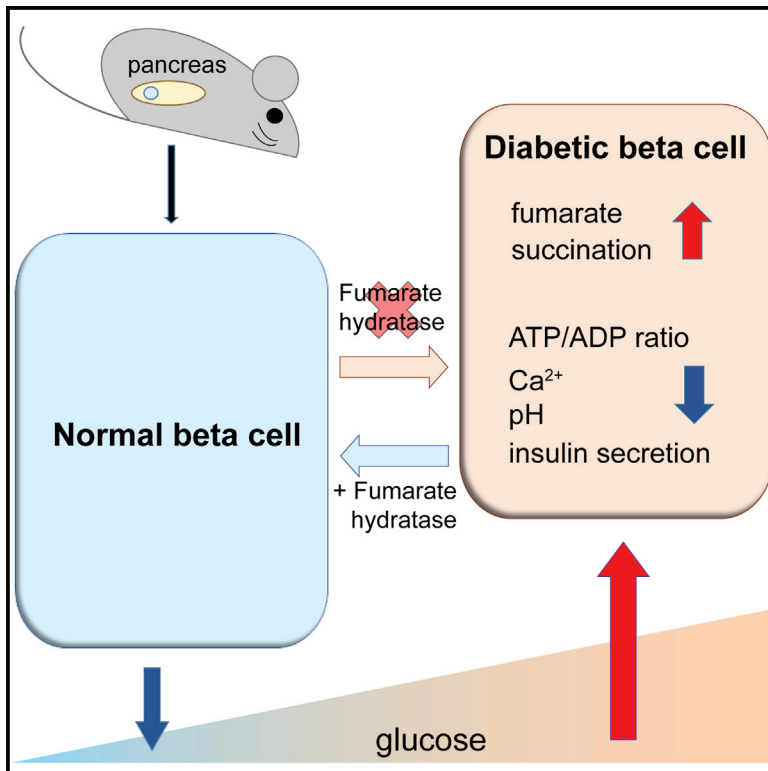 pancreas
Diabetic beta cell
fumarate
succination
Fumarate
hydratase
ATP/ADP ratio
Ca²⁺
pH
insulin secretion
Normal beta cell
+ Fumarate
hydratase
glucose